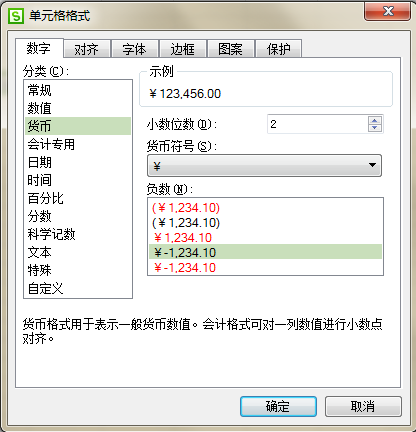 S 单元格格式
数字 对齐 字体 边框 图案 保护
分类(C):
常规
数值
货币
会计专用
日期
时间
百分比
分数
科学记数
文本
特殊
自定义
示例
￥123,456.00
小数位数(D): 2
货币符号(S):
￥
负数(N):
(￥1,234.10)
(￥1,234.10)
￥1,234.10
￥-1,234.10
￥-1,234.10
货币格式用于表示一般货币数值。会计格式可对一列数值进行小数点
对齐。
确定 取消